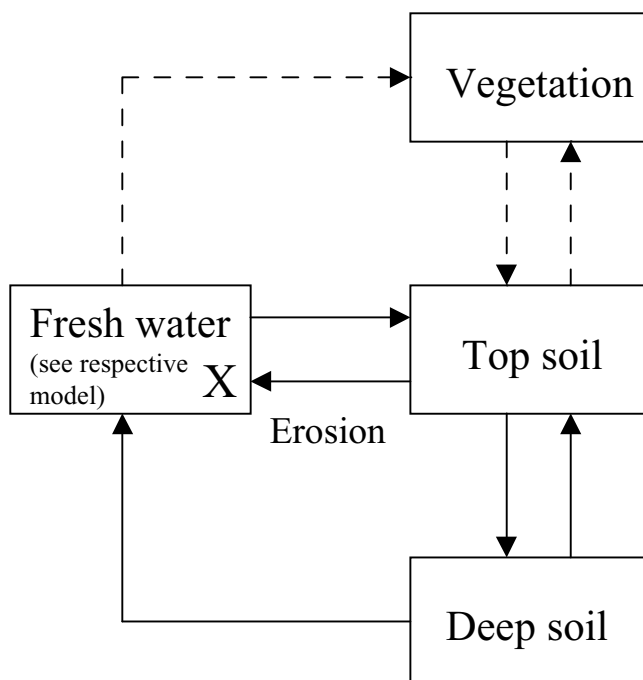 Vegetation
Fresh water
(see respective
model)
X
Top soil
Erosion
Deep soil